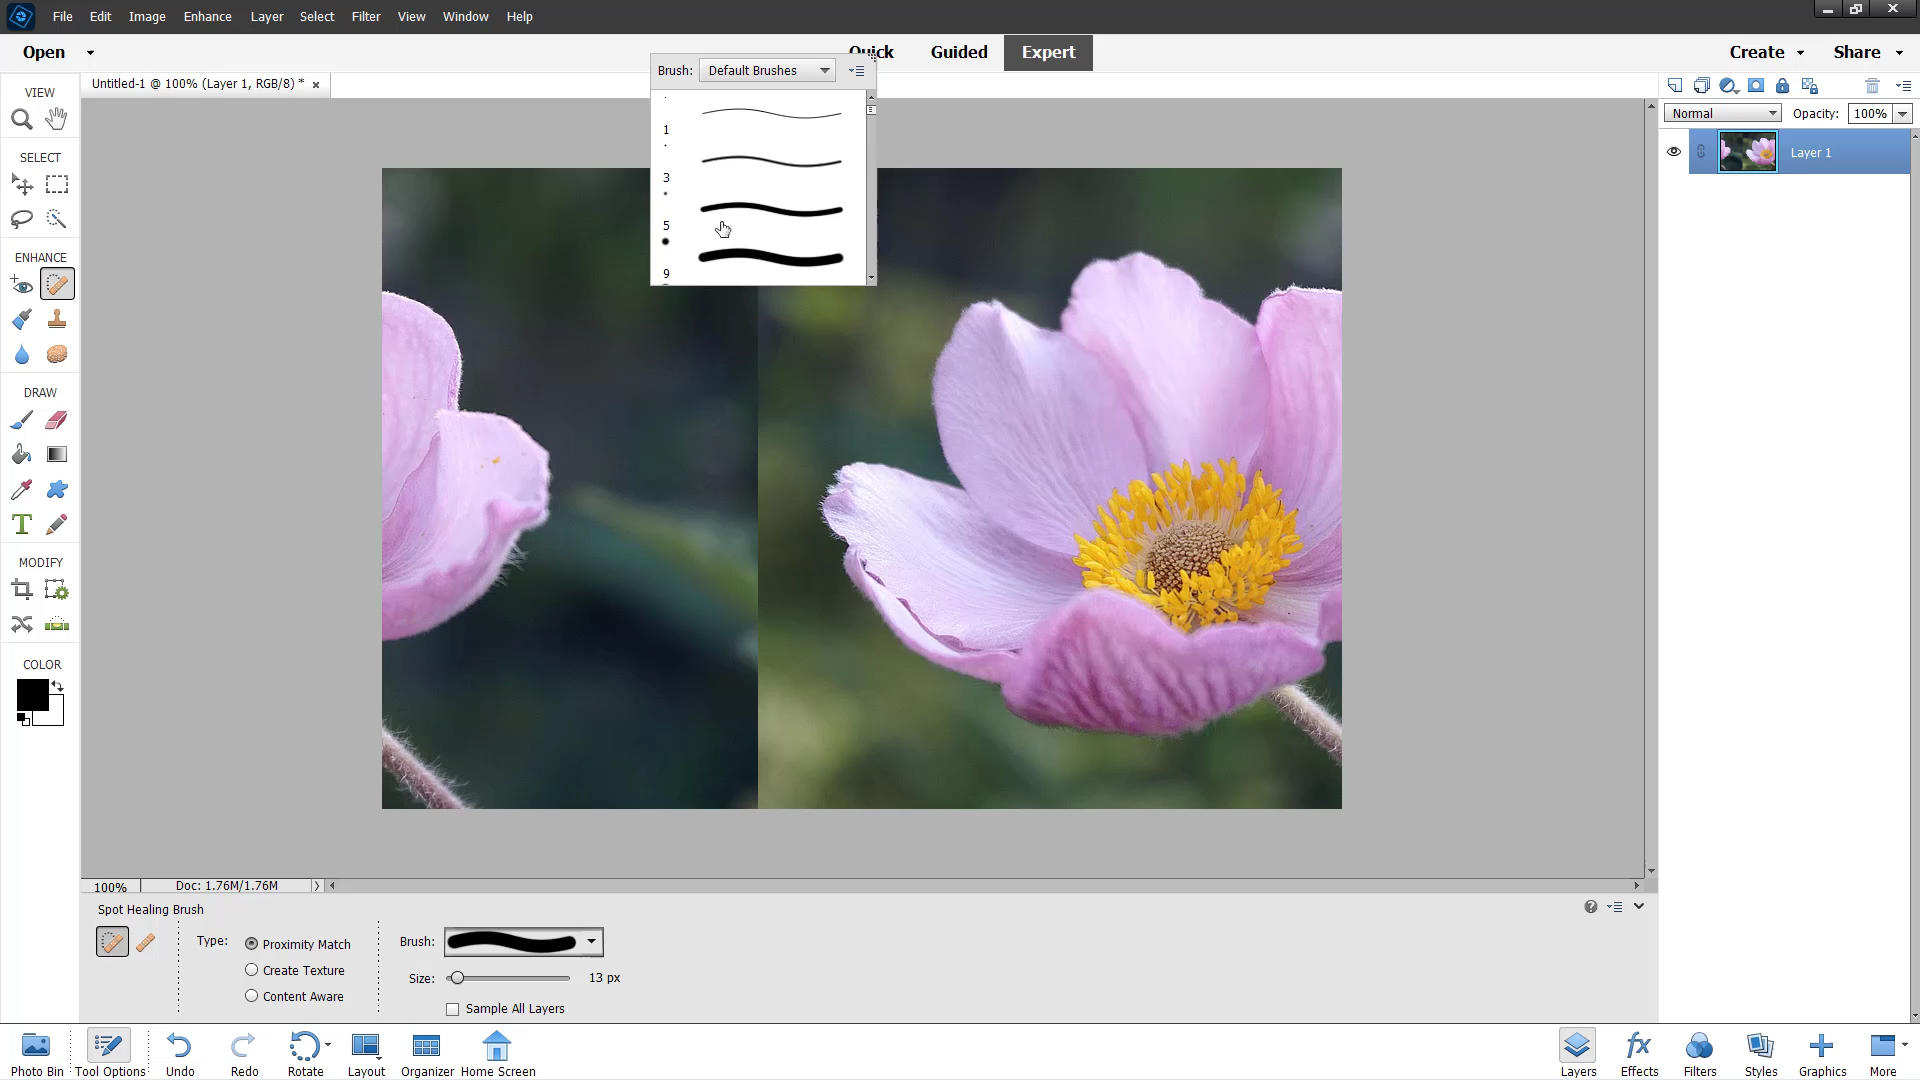 File Edit Image Enhance Layer Select Filter View Window Help
Open Quick Guided Expert Create Share
Brush: Default Brushes
Untitled-1 @ 100% (Layer 1, RGB/8) * x
VIEW
SELECT
ENHANCE
DRAW
MODIFY
COLOR
1
3
5
9
Normal Opacity: 100%
Layer 1
100% Doc: 1.76M/1.76M
Spot Healing Brush
Type: Proximity Match
Create Texture
Content Aware
Brush:
Size: 13 px
Sample All Layers
Photo Bin Tool Options Undo Redo Rotate Layout Organizer Home Screen
fx
Layers Effects Filters Styles Graphics More